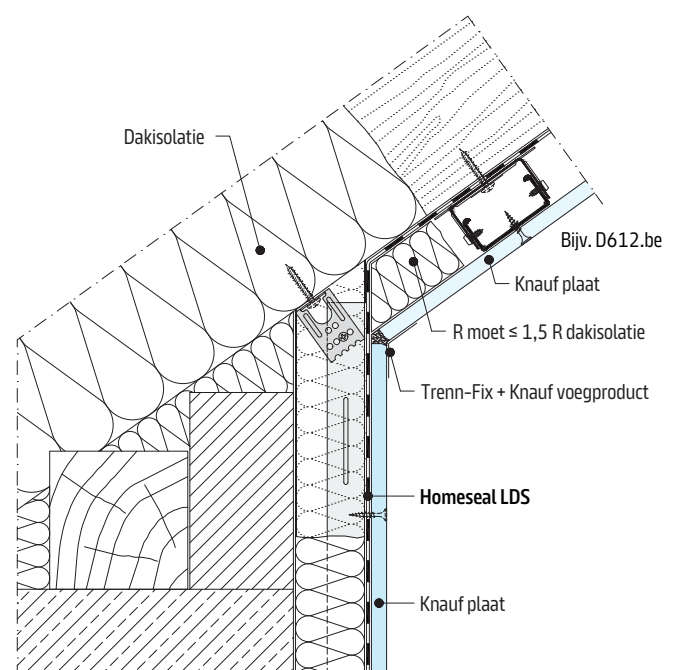 Dakisolatie
Bijv. D612.be
Knauf plaat
R moet ≤ 1,5 R dakisolatie
Trenn-Fix + Knauf voegproduct
Homeseal LDS
Knauf plaat